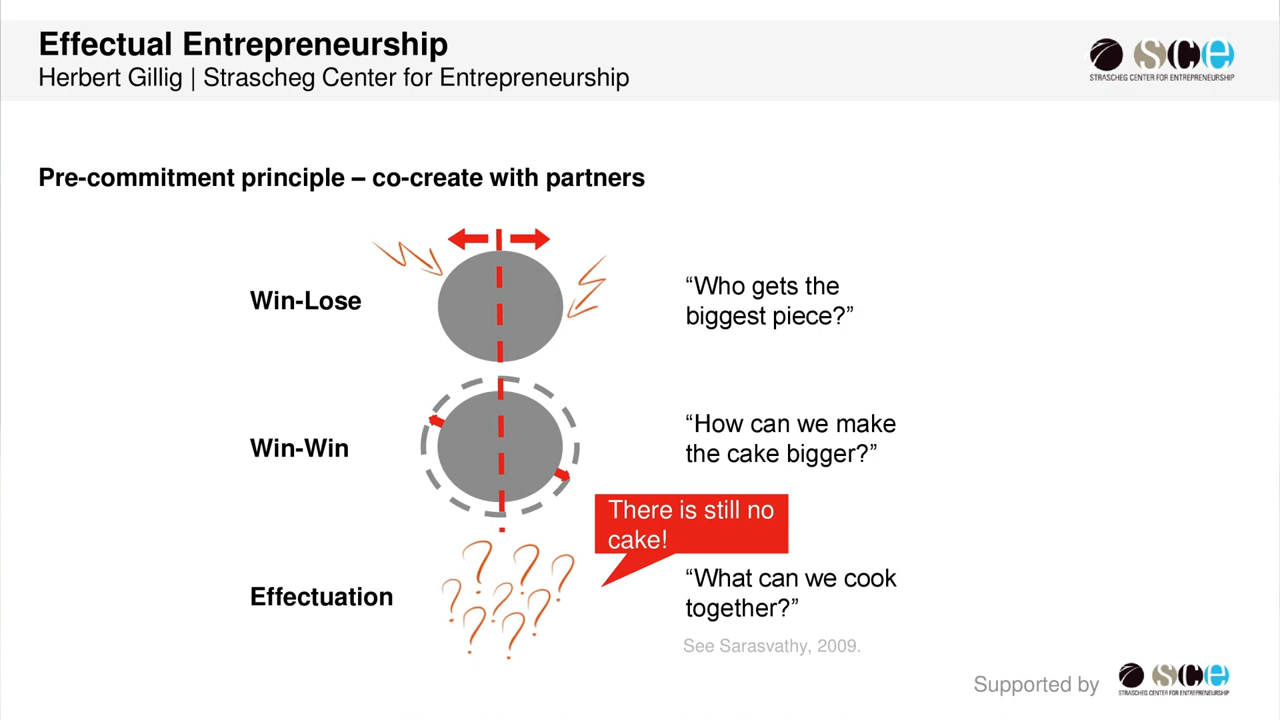 Effectual Entrepreneurship
Herbert Gillig | Strascheg Center for Entrepreneurship
sce
STRASCHEG CENTER FOR ENTREPRENEURSHIP
Pre-commitment principle – co-create with partners
Win-Lose
“Who gets the
biggest piece?”
Win-Win
“How can we make
the cake bigger?”
There is still no
cake!
? ? ? ? ? ? ? ?
Effectuation
“What can we cook
together?”
See Sarasvathy, 2009.
Supported by
sce
STRASCHEG CENTER FOR ENTREPRENEURSHIP